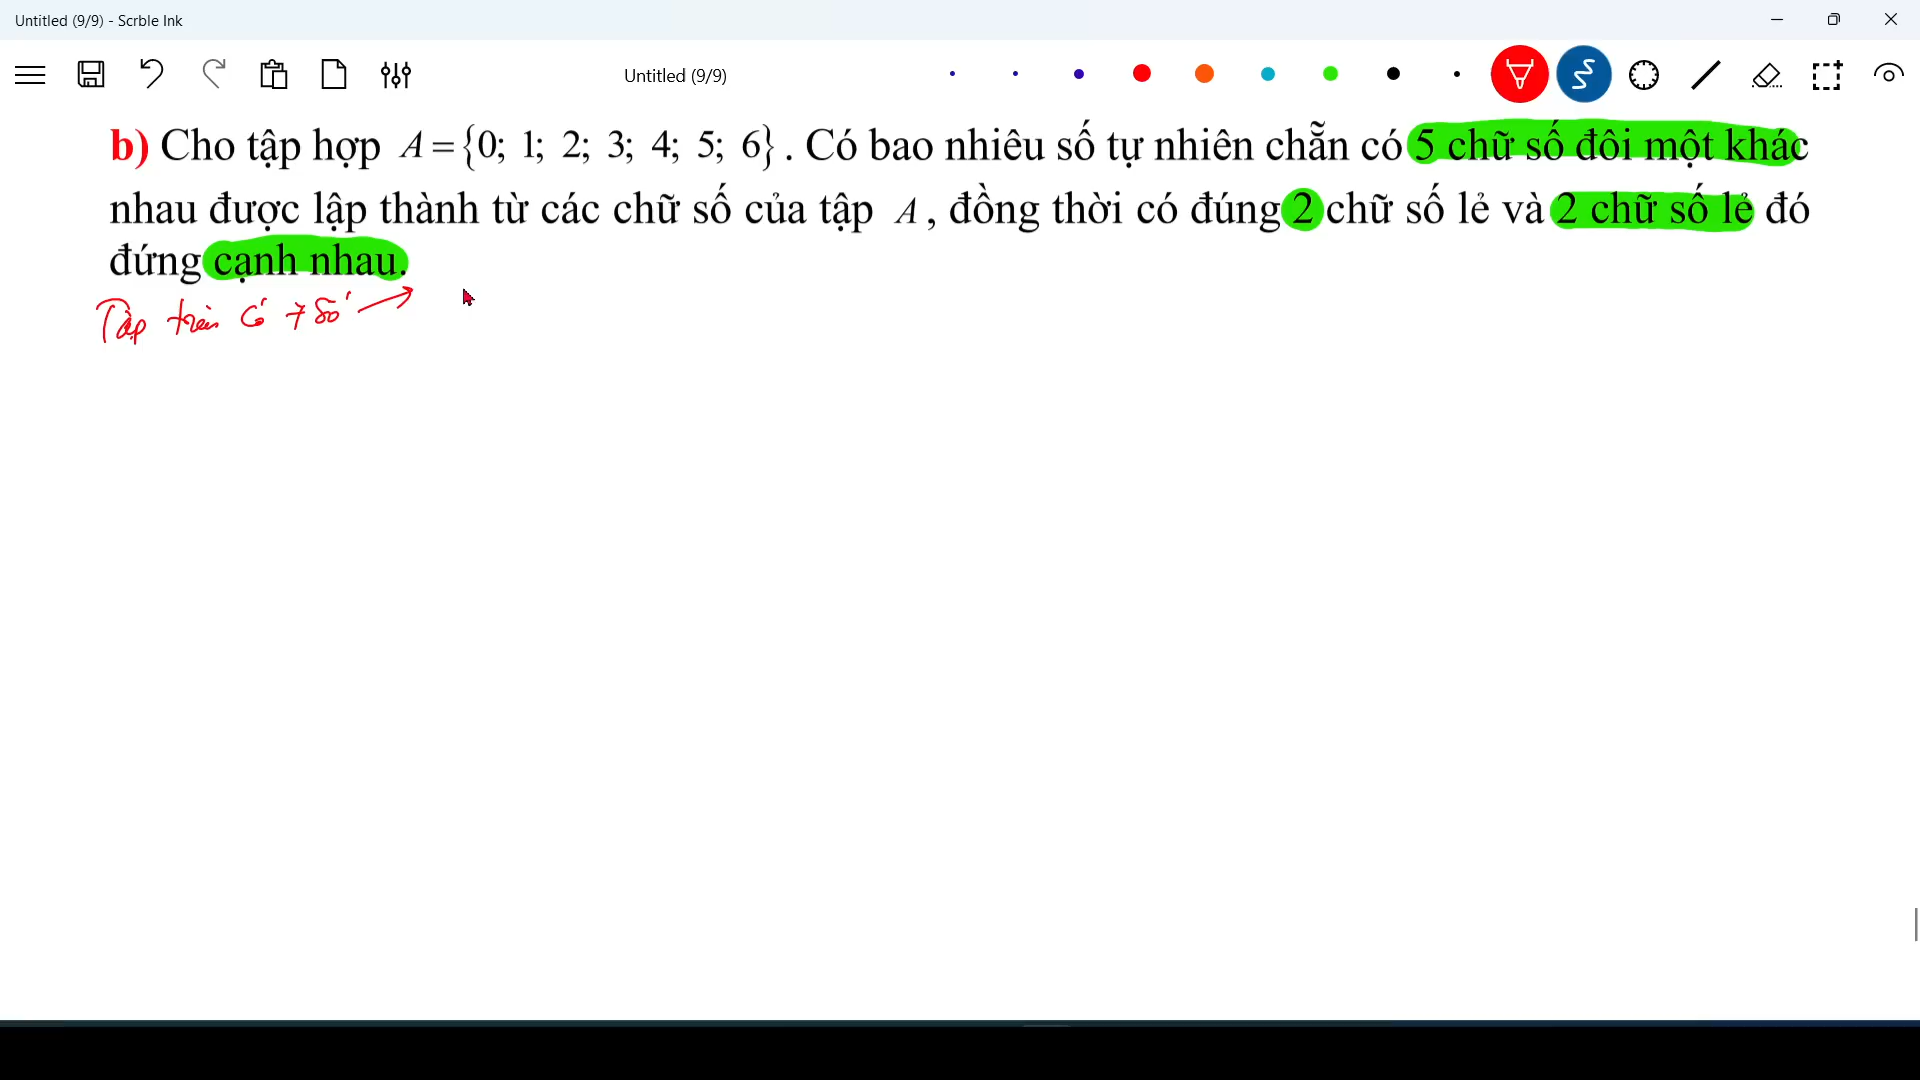 Untitled (9/9) - Scrble Ink
Untitled (9/9)
b) Cho tập hợp A={0; 1; 2; 3; 4; 5; 6}. Có bao nhiêu số tự nhiên chẵn có 5 chữ số đôi một khác
nhau được lập thành từ các chữ số của tập A, đồng thời có đúng 2 chữ số lẻ và 2 chữ số lẻ đó
đứng cạnh nhau.
Tập trên có 7 số →